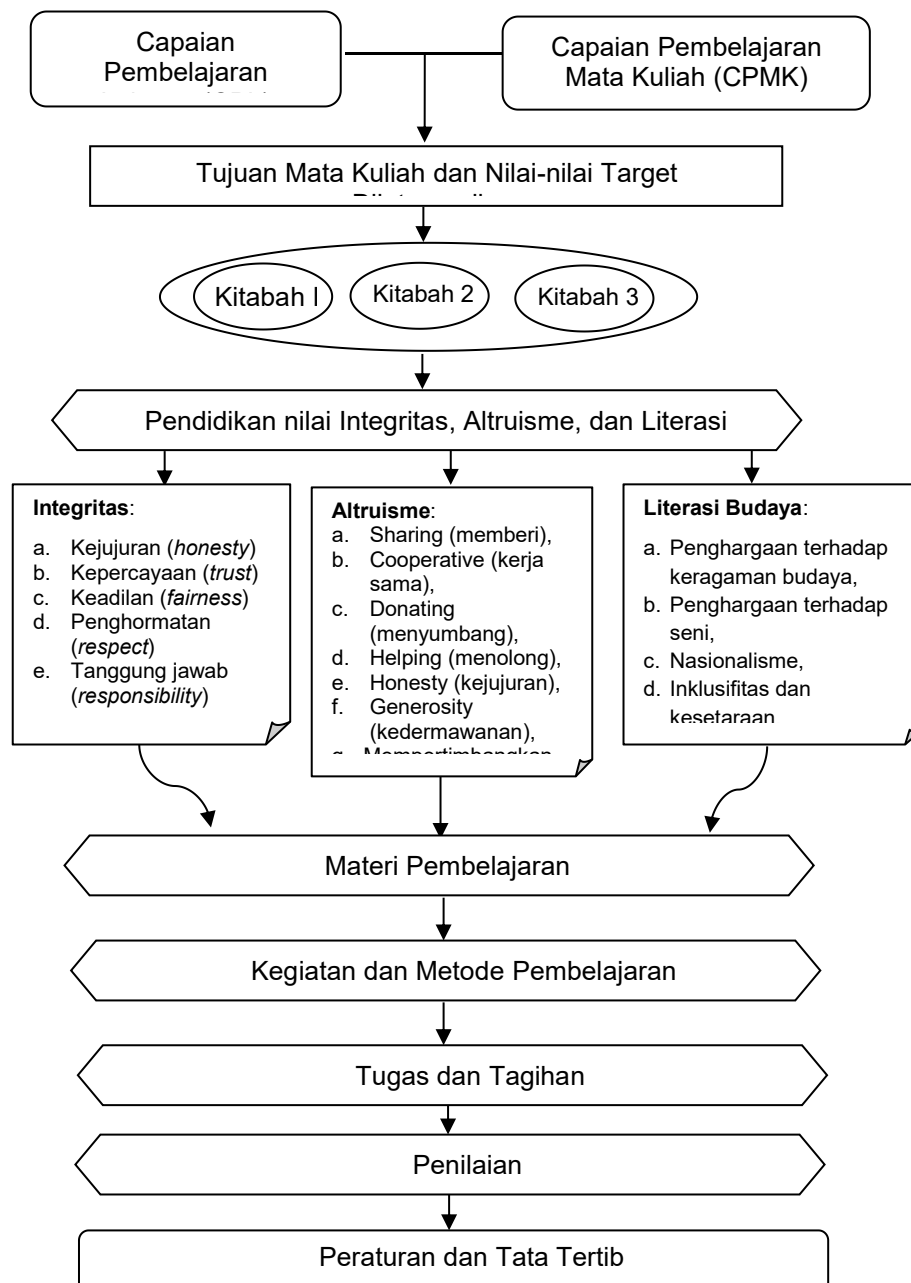 Capaian
Pembelajaran
Capaian Pembelajaran
Mata Kuliah (CPMK)
Tujuan Mata Kuliah dan Nilai-nilai Target
Kitabah I
Kitabah 2
Kitabah 3
Pendidikan nilai Integritas, Altruisme, dan Literasi
Integritas:
a. Kejujuran (honesty)
b. Kepercayaan (trust)
c. Keadilan (fairness)
d. Penghormatan
(respect)
e. Tanggung jawab
(responsibility)
Altruisme:
a. Sharing (memberi),
b. Cooperative (kerja
sama),
c. Donating
(menyumbang),
d. Helping (menolong),
e. Honesty (kejujuran),
f. Generosity
(kedermawanan),
g. Mempertimbangkan
Literasi Budaya:
a. Penghargaan terhadap
keragaman budaya,
b. Penghargaan terhadap
seni,
c. Nasionalisme,
d. Inklusifitas dan
kesetaraan
Materi Pembelajaran
Kegiatan dan Metode Pembelajaran
Tugas dan Tagihan
Penilaian
Peraturan dan Tata Tertib